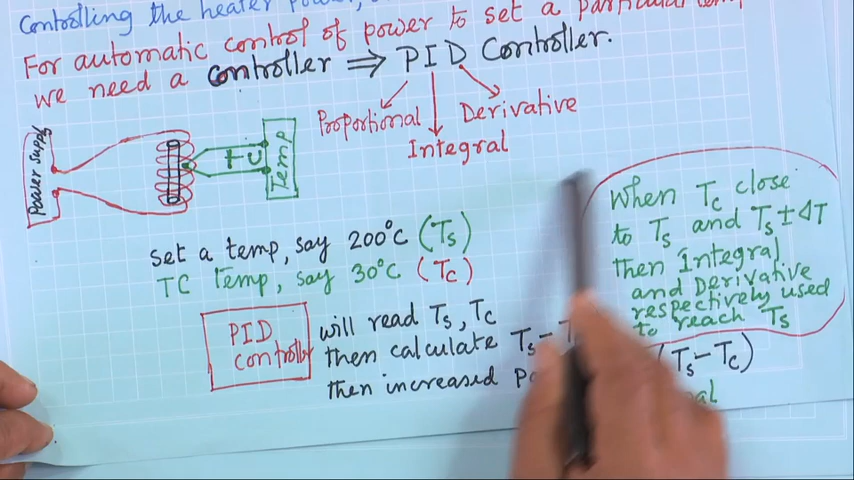 Controlling the heater power,
For automatic control of power to set a particular temp
we need a controller ⇒ PID Controller.
Proportional
Derivative
Integral
Power Supply
TC
Temp
set a temp, say 200°C (Ts)
TC Temp, say 30°C (Tc)
PID
controller
will read Ts, Tc
then calculate Ts-T
then increased
(Ts-Tc)
When Tc close
to Ts and Ts±ΔT
then Integral
and Derivative
respectively used
to reach Ts